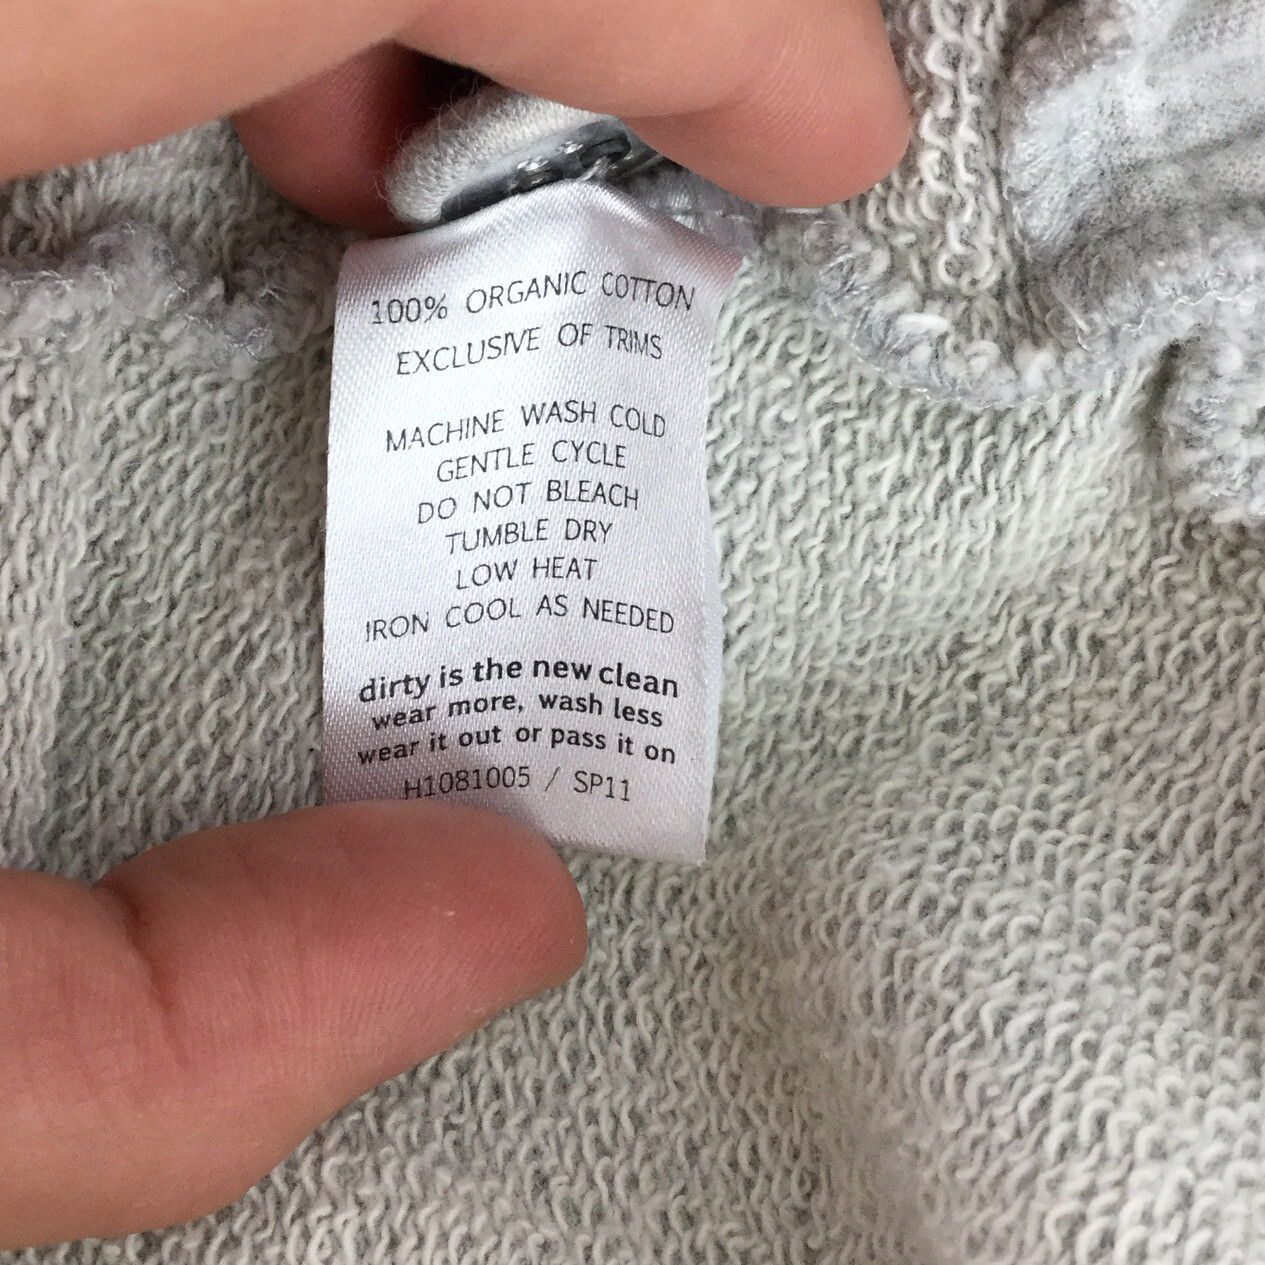 100% ORGANIC COTTON
EXCLUSIVE OF TRIMS
MACHINE WASH COLD
GENTLE CYCLE
DO NOT BLEACH
TUMBLE DRY
LOW HEAT
IRON COOL AS NEEDED
dirty is the new clean
wear more, wash less
wear it out or pass it on
H1081005 / SP11